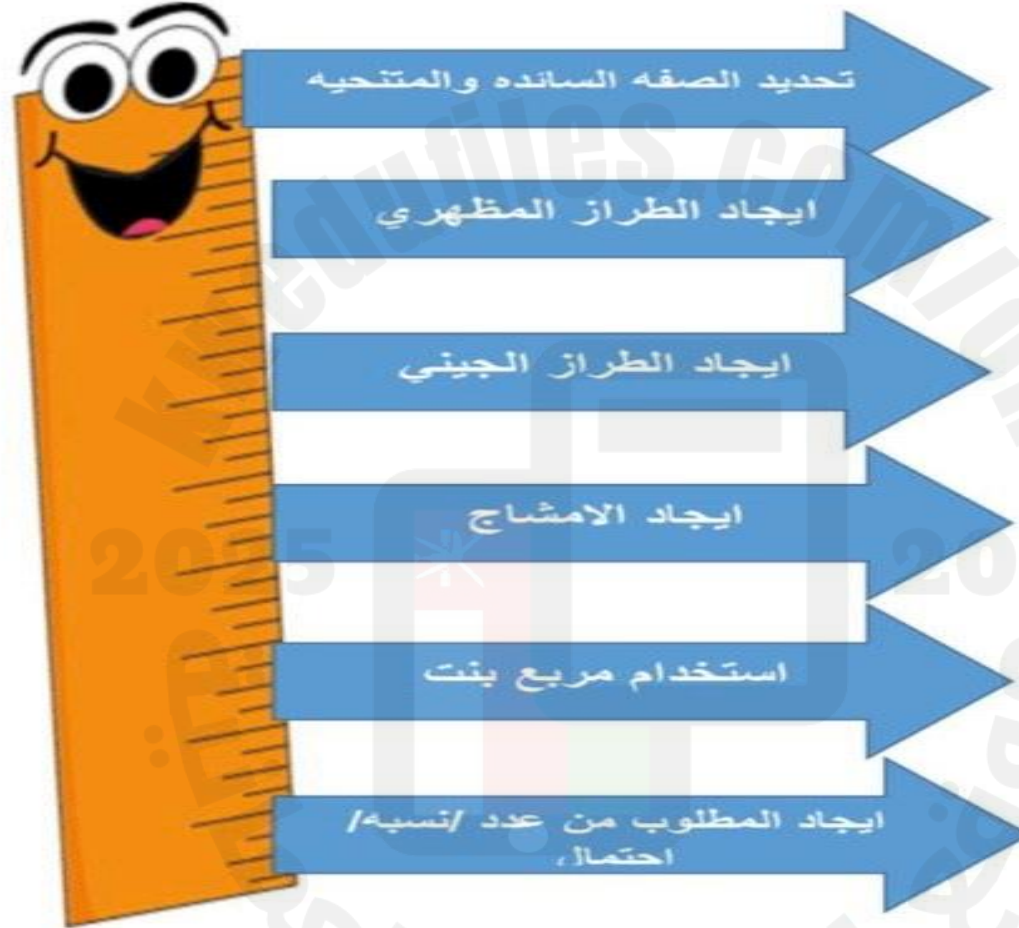 تحديد الصفه السائده والمتنحيه
ايجاد الطراز المظهري
ايجاد الطراز الجيني
ايجاد الامشاج
استخدام مربع بنت
ايجاد المطلوب من عدد /نسبه/
احتمال